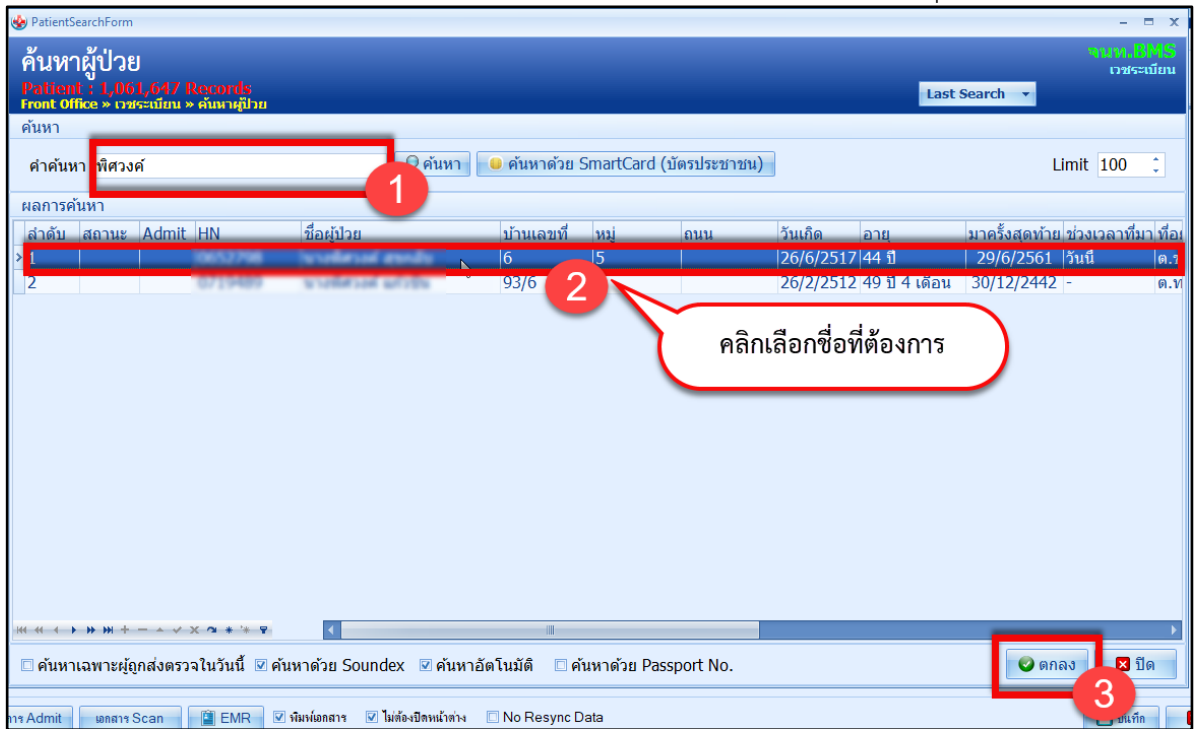 PatientSearchForm
ค้นหาผู้ป่วย
จนท.BMS
เวชระเบียน
Patient : 1,061,647 Records
Front Office » เวชระเบียน » ค้นหาผู้ป่วย
Last Search
ค้นหา
คำค้นหา พิศวงค์ ค้นหา ค้นหาด้วย SmartCard (บัตรประชาชน) Limit 100
1
ผลการค้นหา
ลำดับ สถานะ Admit HN ชื่อผู้ป่วย บ้านเลขที่ หมู่ ถนน วันเกิด อายุ มาครั้งสุดท้าย ช่วงเวลาที่มา
1 6 5 26/6/2517 44 ปี 29/6/2561 วันนี้
2 93/6 26/2/2512 49 ปี 4 เดือน 30/12/2442 -
2
คลิกเลือกชื่อที่ต้องการ
ค้นหาเฉพาะผู้ถูกส่งตรวจในวันนี้ ค้นหาด้วย Soundex ค้นหาอัตโนมัติ ค้นหาด้วย Passport No. ตกลง ปิด
3
การ Admit เอกสาร Scan EMR พิมพ์เอกสาร ไม่ต้องปิดหน้าต่าง No Resync Data